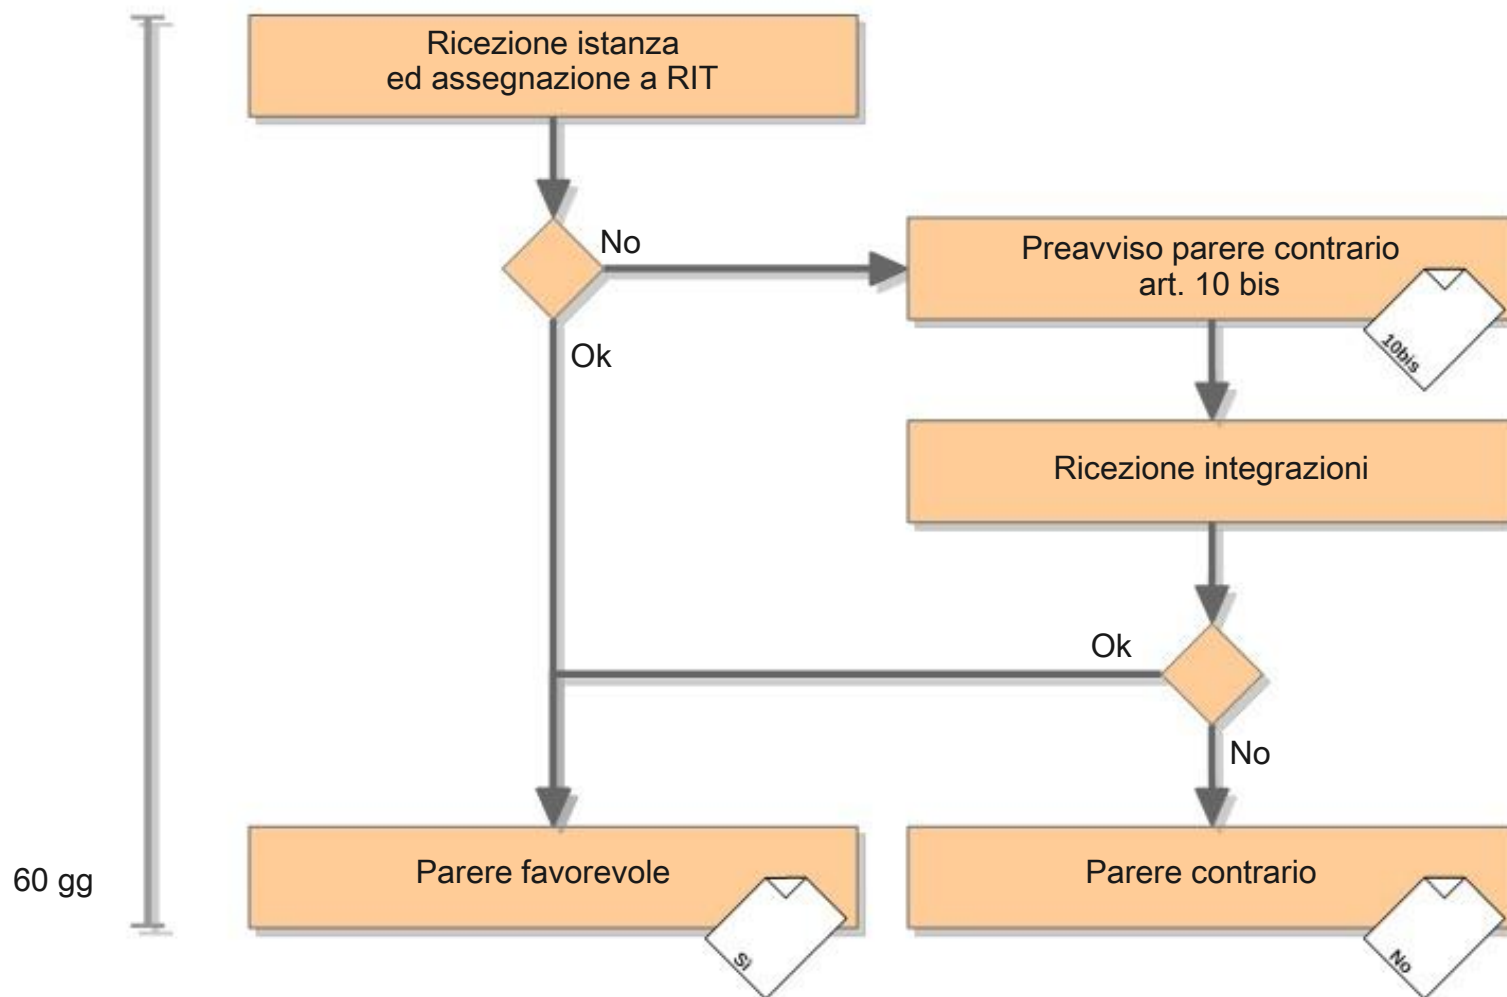 Ricezione istanza
ed assegnazione a RIT
No
Preavviso parere contrario
art. 10 bis
10bis
Ok
Ricezione integrazioni
Ok
No
60 gg
Parere favorevole
Sì
Parere contrario
No